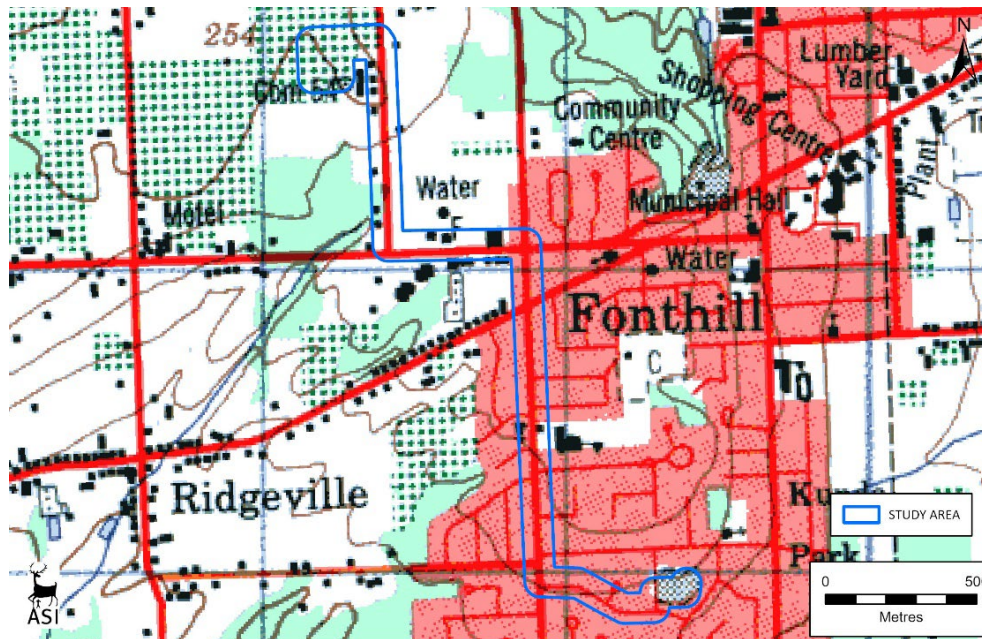 254
N
Lumber
Yard
Shopping Centre
Community
Centre
Plant
Water
Motel
Municipal Hall
Water
Fonthill
C
Ridgeville
Park
STUDY AREA
0
500
Metres
ASI